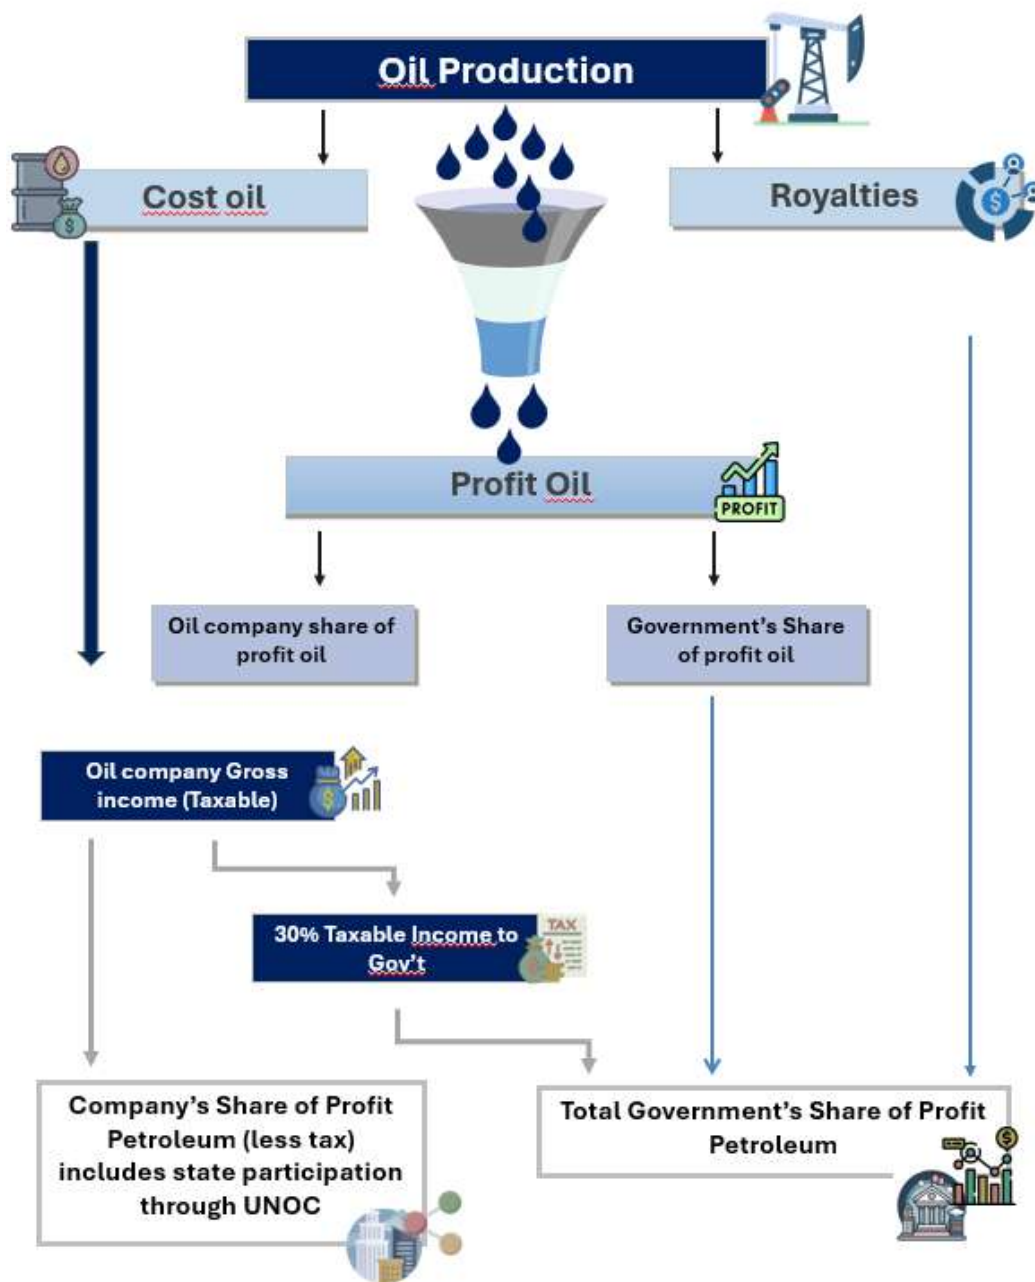 Oil Production
Cost oil
Royalties
Profit Oil
PROFIT
Oil company share of
profit oil
Government's Share
of profit oil
Oil company Gross
income (Taxable)
30% Taxable Income to
Gov't
TAX
Company's Share of Profit
Petroleum (less tax)
includes state participation
through UNOC
Total Government's Share of Profit
Petroleum